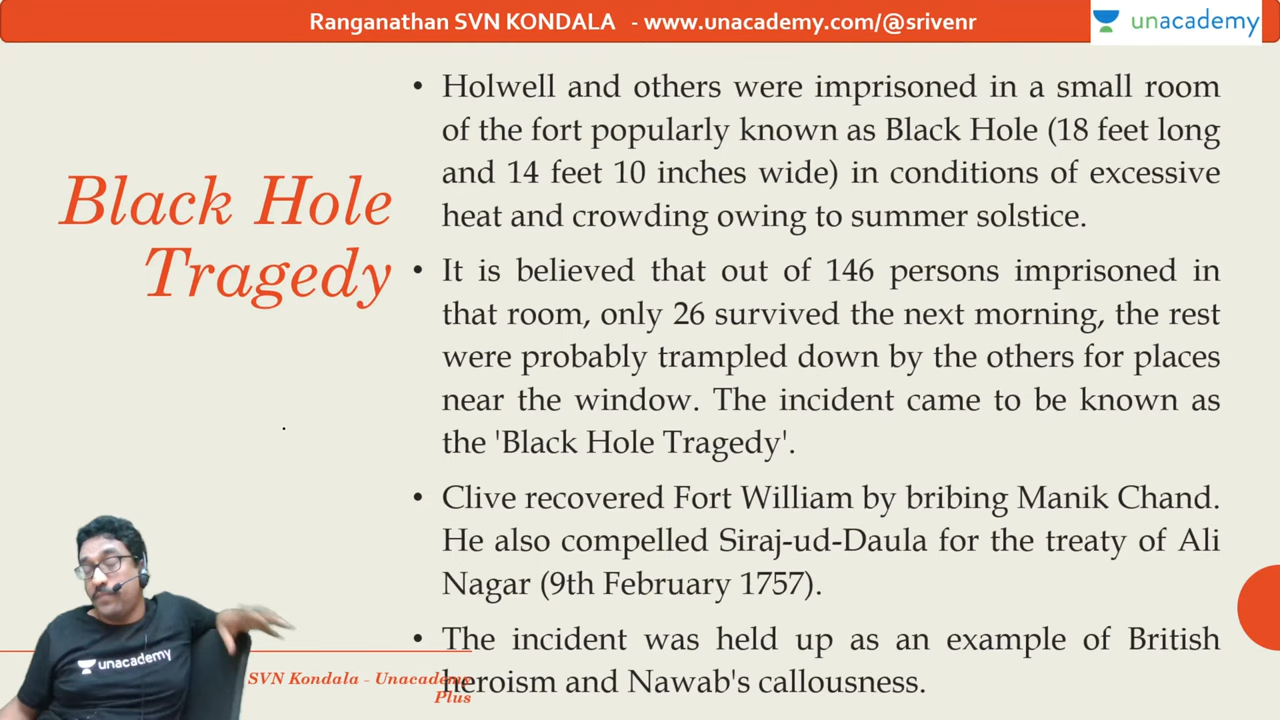 Ranganathan SVN KONDALA - www.unacademy.com/@srivenr
unacademy
Black Hole
Tragedy
• Holwell and others were imprisoned in a small room
of the fort popularly known as Black Hole (18 feet long
and 14 feet 10 inches wide) in conditions of excessive
heat and crowding owing to summer solstice.
• It is believed that out of 146 persons imprisoned in
that room, only 26 survived the next morning, the rest
were probably trampled down by the others for places
near the window. The incident came to be known as
the 'Black Hole Tragedy'.
• Clive recovered Fort William by bribing Manik Chand.
He also compelled Siraj-ud-Daula for the treaty of Ali
Nagar (9th February 1757).
• The incident was held up as an example of British
heroism and Nawab's callousness.
unacademy
SVN Kondala - Unacademy
Plus